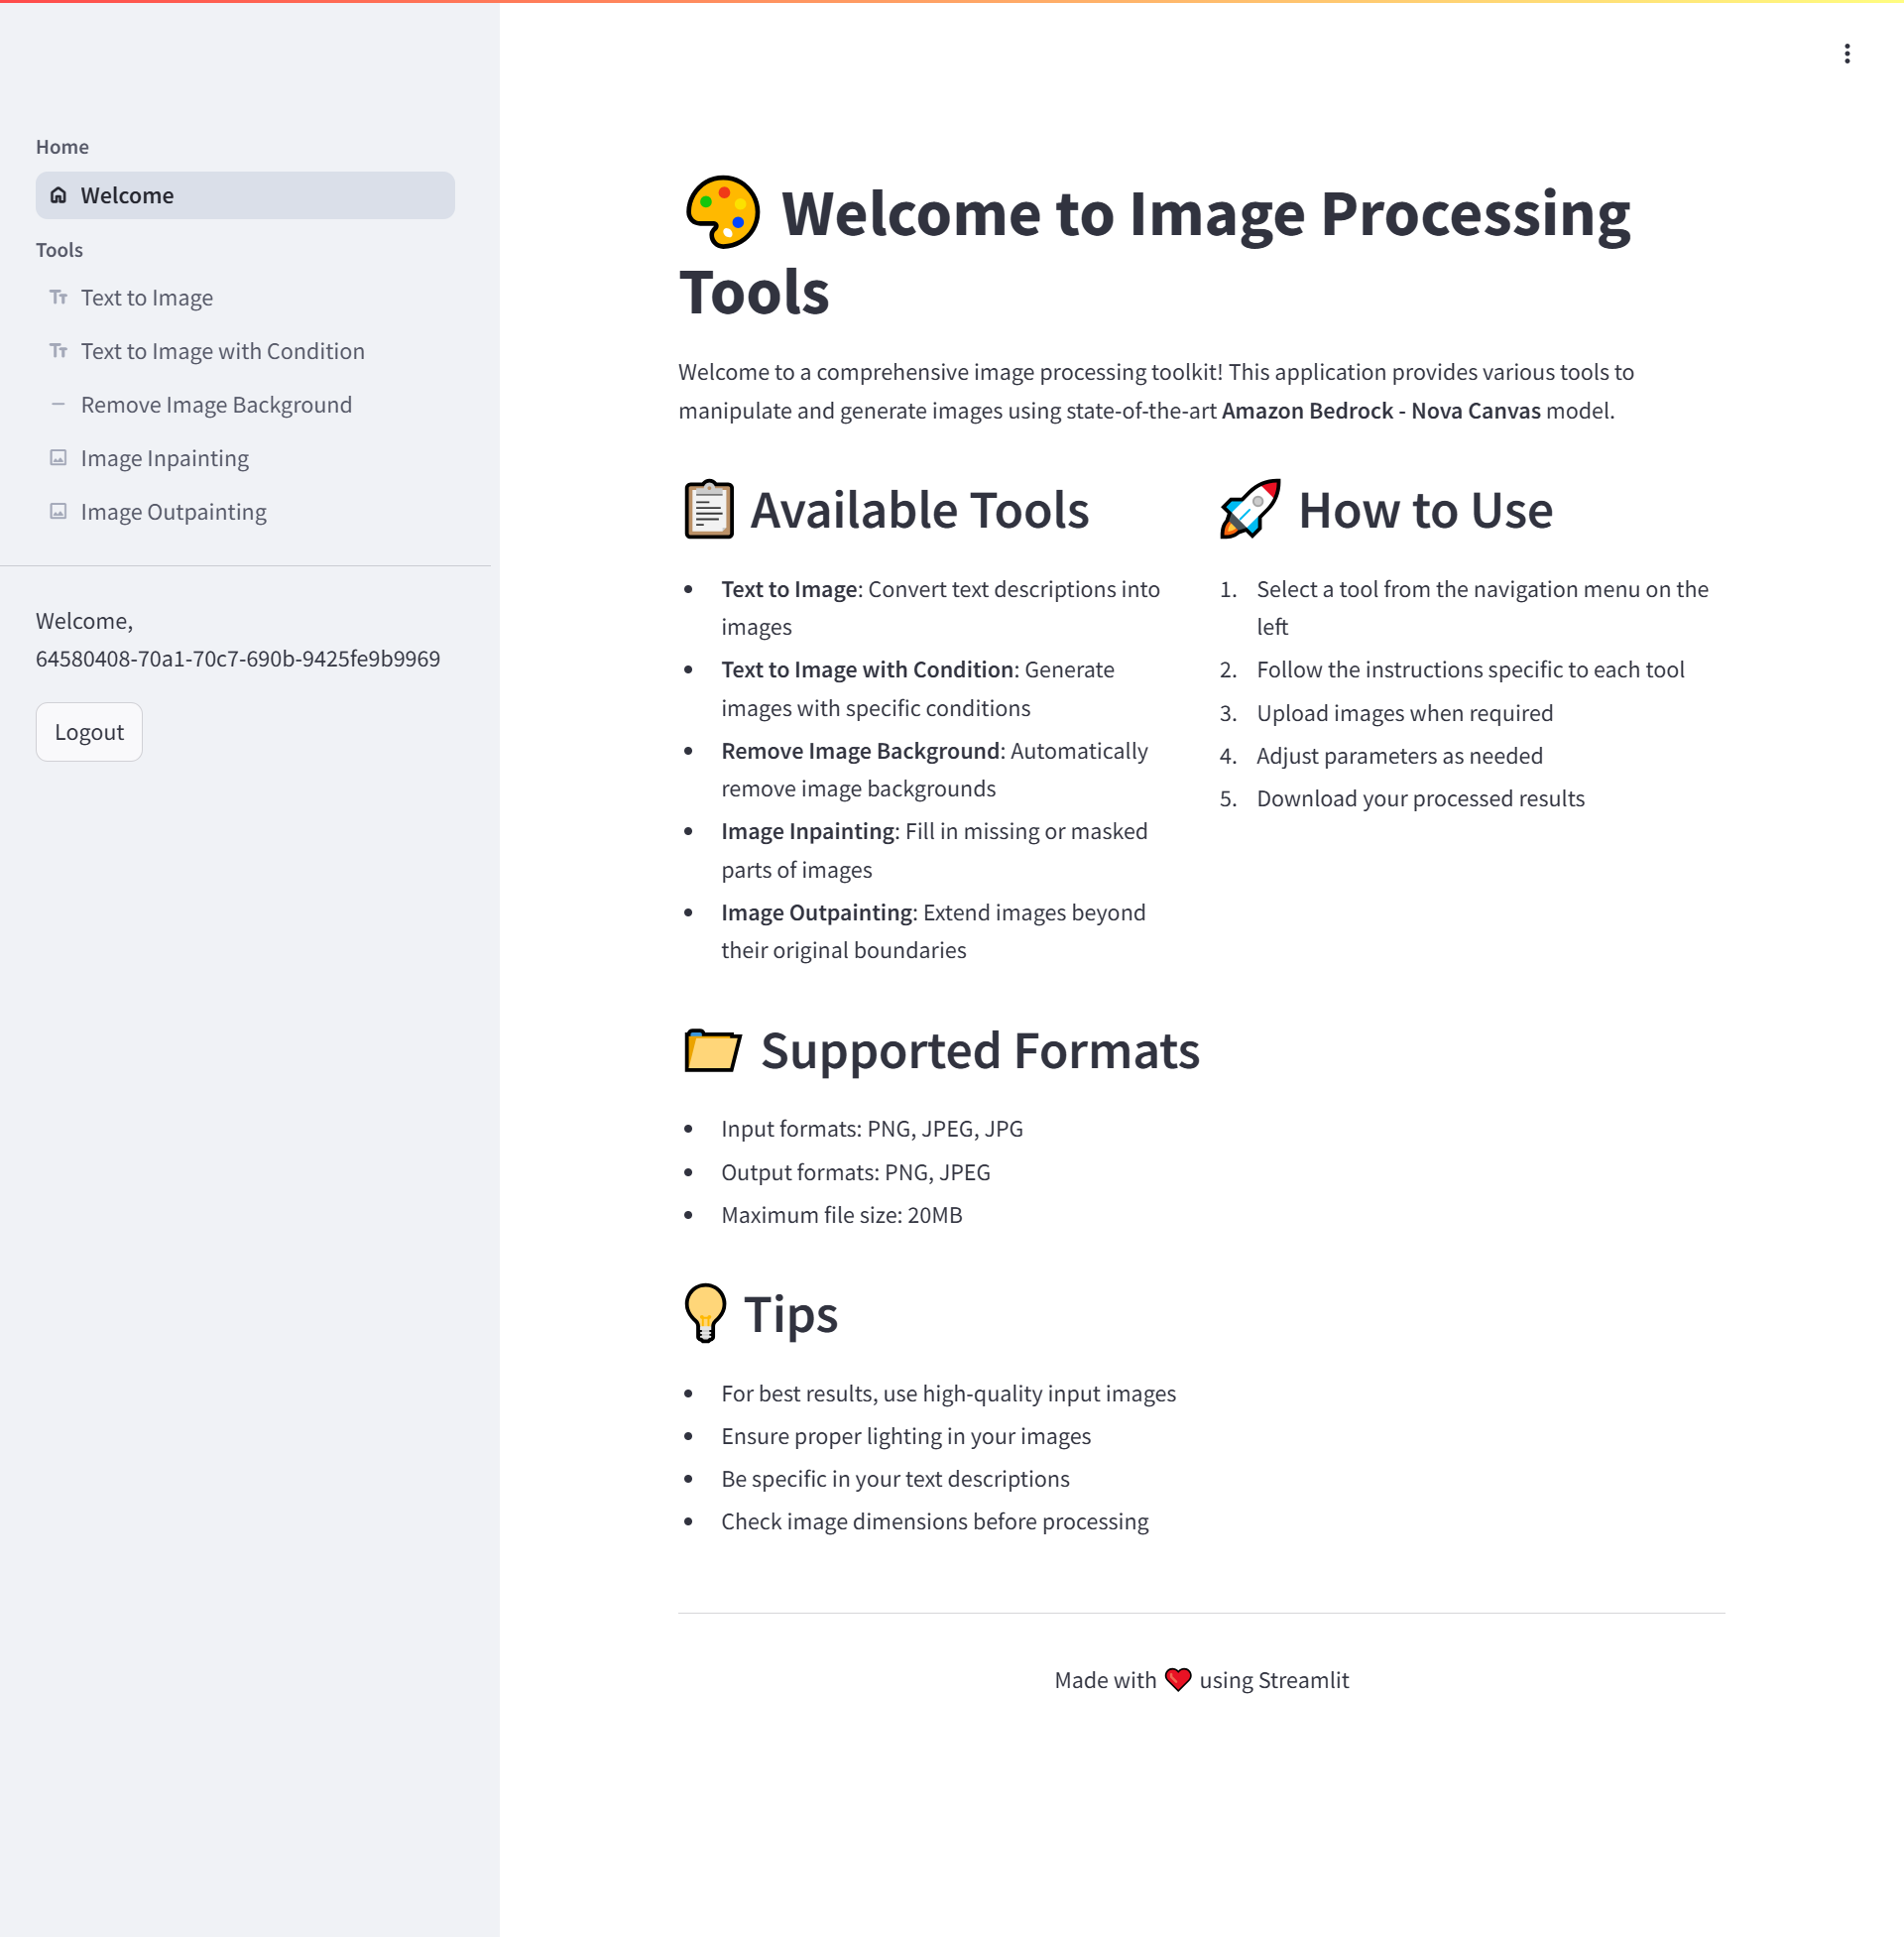 Home
Welcome
Tools
Text to Image
Text to Image with Condition
Remove Image Background
Image Inpainting
Image Outpainting
Welcome,
64580408-70a1-70c7-690b-9425fe9b9969
Logout
🎨 Welcome to Image Processing
Tools
Welcome to a comprehensive image processing toolkit! This application provides various tools to
manipulate and generate images using state-of-the-art Amazon Bedrock - Nova Canvas model.
📋 Available Tools
• Text to Image: Convert text descriptions into
images
• Text to Image with Condition: Generate
images with specific conditions
• Remove Image Background: Automatically
remove image backgrounds
• Image Inpainting: Fill in missing or masked
parts of images
• Image Outpainting: Extend images beyond
their original boundaries
🚀 How to Use
1. Select a tool from the navigation menu on the
left
2. Follow the instructions specific to each tool
3. Upload images when required
4. Adjust parameters as needed
5. Download your processed results
📂 Supported Formats
• Input formats: PNG, JPEG, JPG
• Output formats: PNG, JPEG
• Maximum file size: 20MB
💡 Tips
• For best results, use high-quality input images
• Ensure proper lighting in your images
• Be specific in your text descriptions
• Check image dimensions before processing
Made with ❤️ using Streamlit